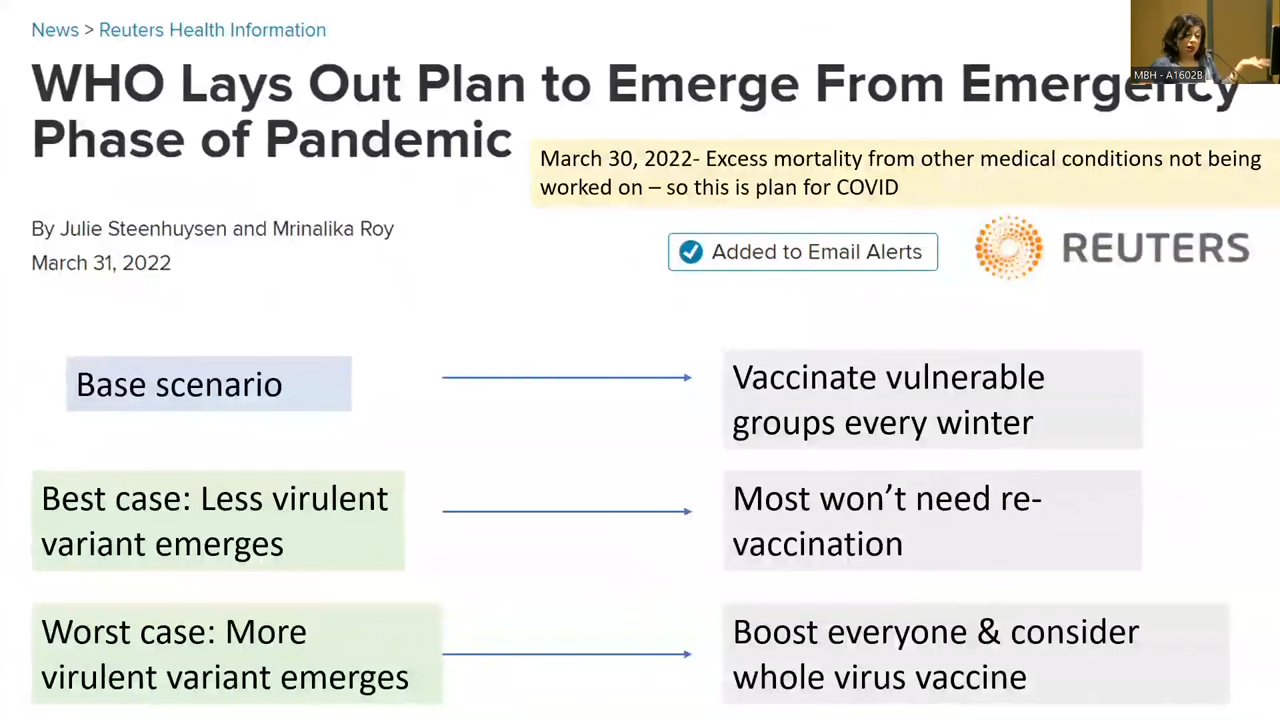 News > Reuters Health Information
WHO Lays Out Plan to Emerge From Emergency
Phase of Pandemic
March 30, 2022- Excess mortality from other medical conditions not being
worked on – so this is plan for COVID
By Julie Steenhuysen and Mrinalika Roy
March 31, 2022
Added to Email Alerts
REUTERS
MBH - A1602B
Base scenario
Vaccinate vulnerable
groups every winter
Best case: Less virulent
variant emerges
Most won’t need re-
vaccination
Worst case: More
virulent variant emerges
Boost everyone & consider
whole virus vaccine